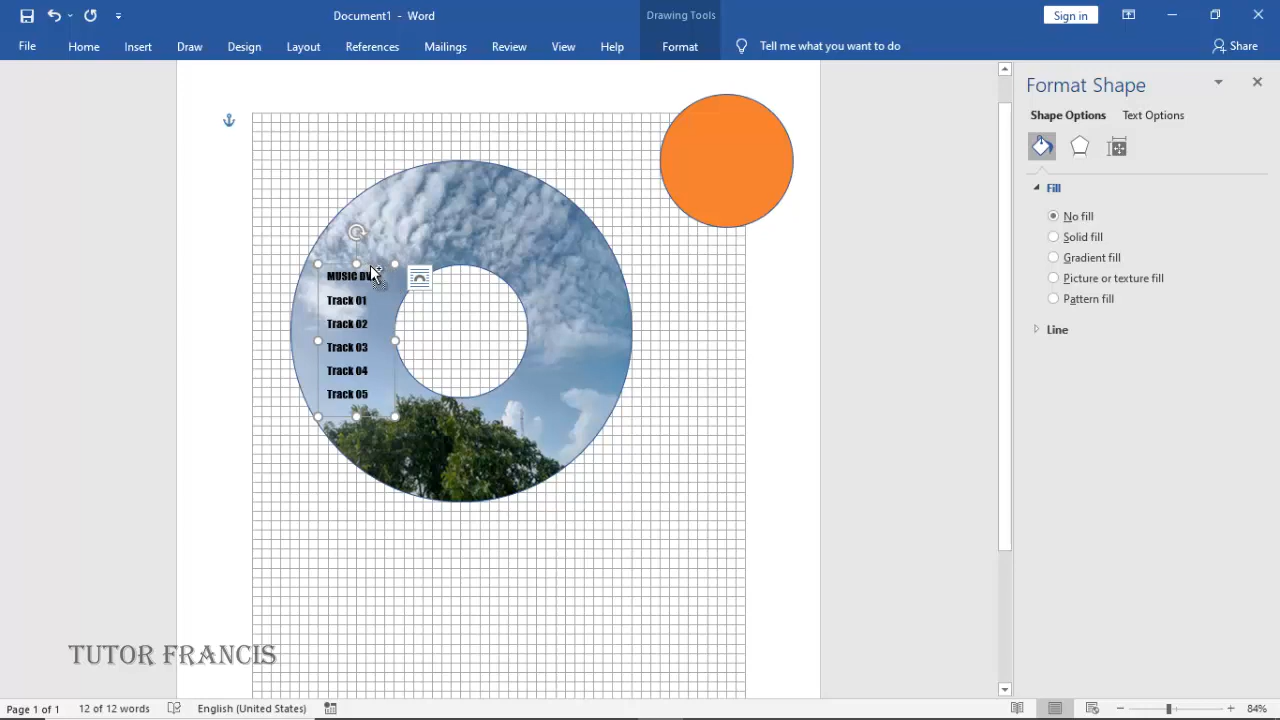 Document1 - Word
Drawing Tools
Sign in
File
Home
Insert
Draw
Design
Layout
References
Mailings
Review
View
Help
Format
Tell me what you want to do
Share
Format Shape
Shape Options
Text Options
Fill
No fill
Solid fill
Gradient fill
Picture or texture fill
Pattern fill
Line
MUSIC
Track 01
Track 02
Track 03
Track 04
Track 05
TUTOR FRANCIS
Page 1 of 1
12 of 12 words
English (United States)
84%